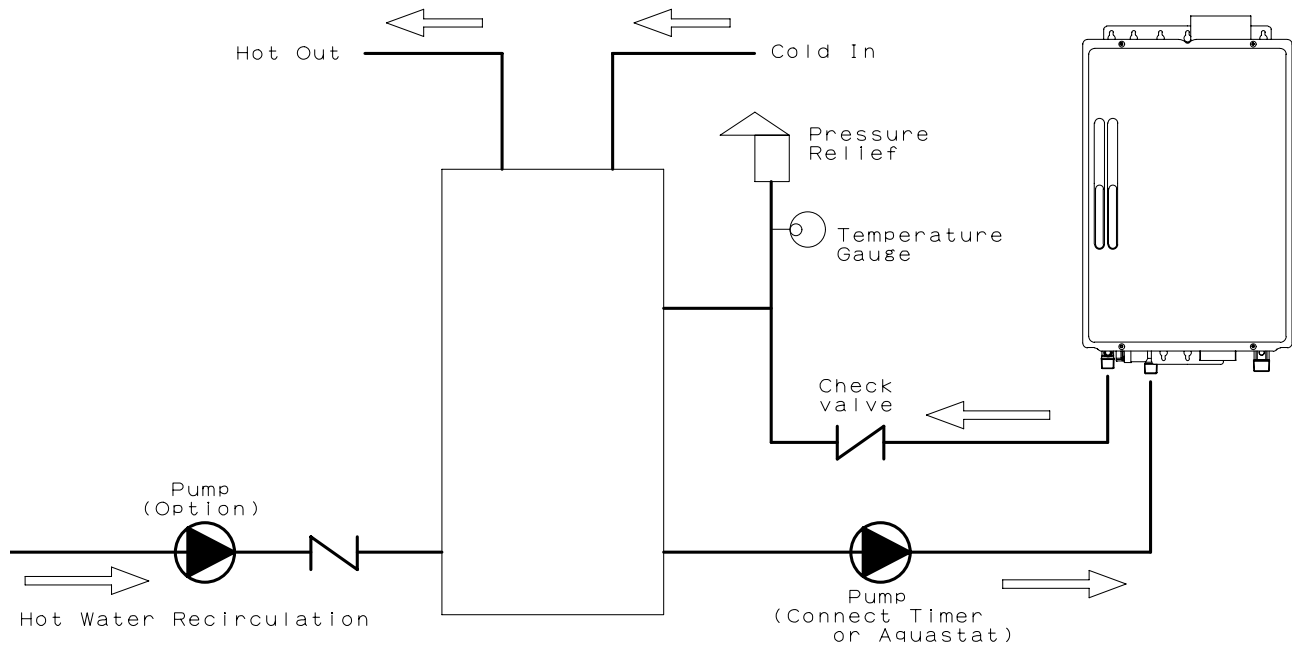 Hot Out
Cold In
Pressure
Relief
Temperature
Gauge
Check
valve
Pump
(Option)
Hot Water Recirculation
Pump
(Connect Timer
or Aquastat)